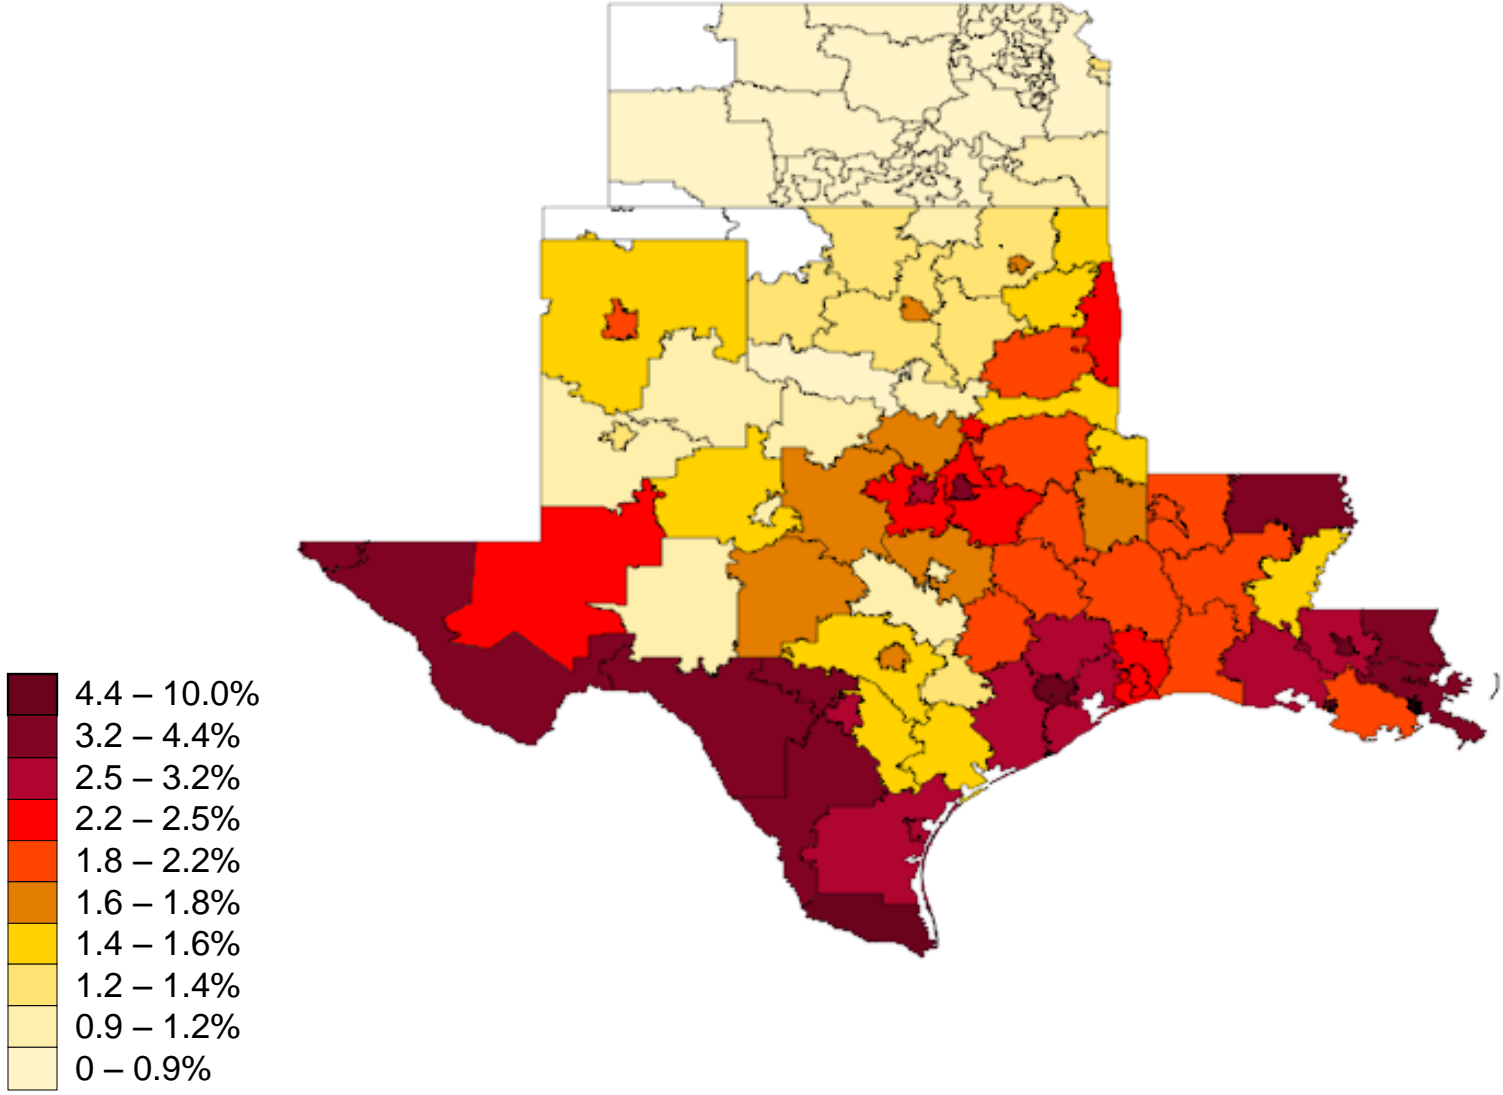 4.4 – 10.0%
3.2 – 4.4%
2.5 – 3.2%
2.2 – 2.5%
1.8 – 2.2%
1.6 – 1.8%
1.4 – 1.6%
1.2 – 1.4%
0.9 – 1.2%
0 – 0.9%